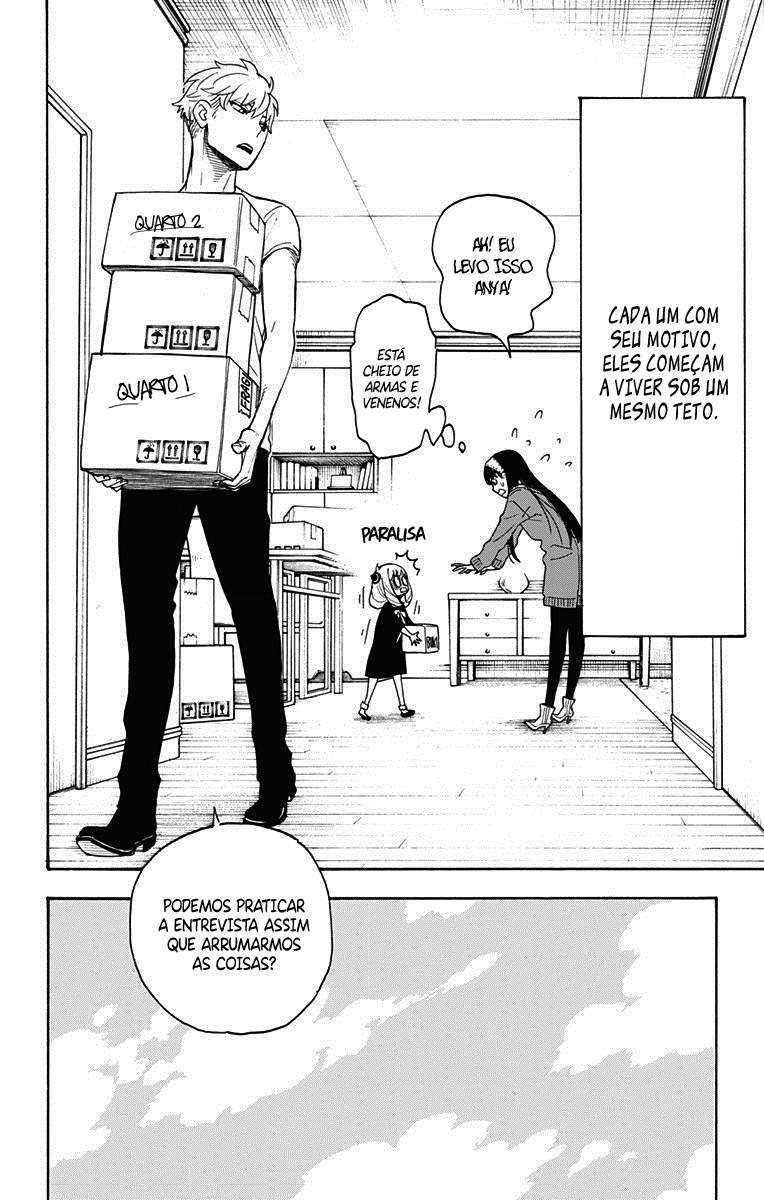 CADA UM COM
SEU MOTIVO,
ELES COMEÇAM
A VIVER SOB UM
MESMO TETO.
AH! EU
LEVO ISSO
ANYA!
ESTÁ
CHEIO DE
ARMAS E
VENENOS!
PARALISA
QUARTO 2
QUARTO 1
FRAG
PODEMOS PRATICAR
A ENTREVISTA ASSIM
QUE ARRUMARMOS
AS COISAS?